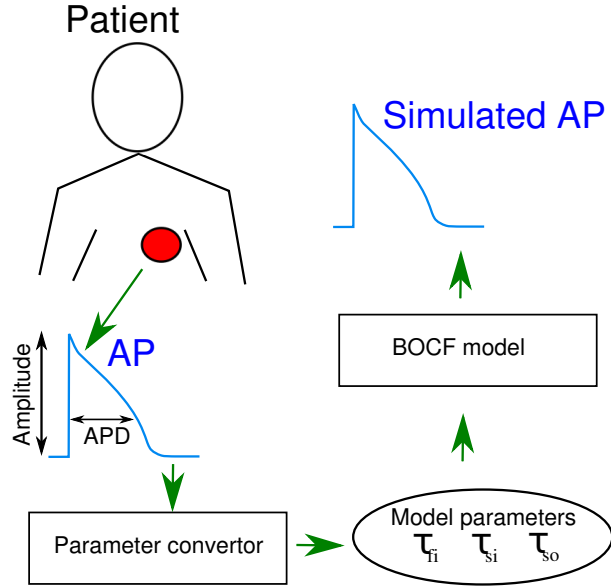 Patient
Simulated AP
AP
Amplitude
APD
BOCF model
Parameter convertor
Model parameters
τfi τsi τso